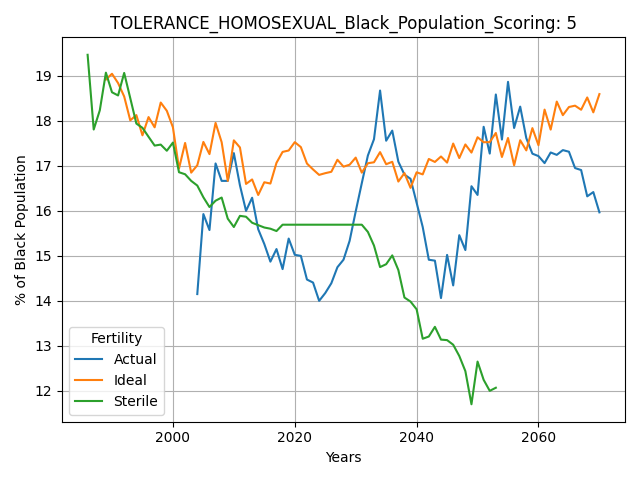 TOLERANCE_HOMOSEXUAL_Black_Population_Scoring: 5
% of Black Population
19
18
17
16
15
14
13
12
Fertility
Actual
Ideal
Sterile
2000
2020
2040
2060
Years